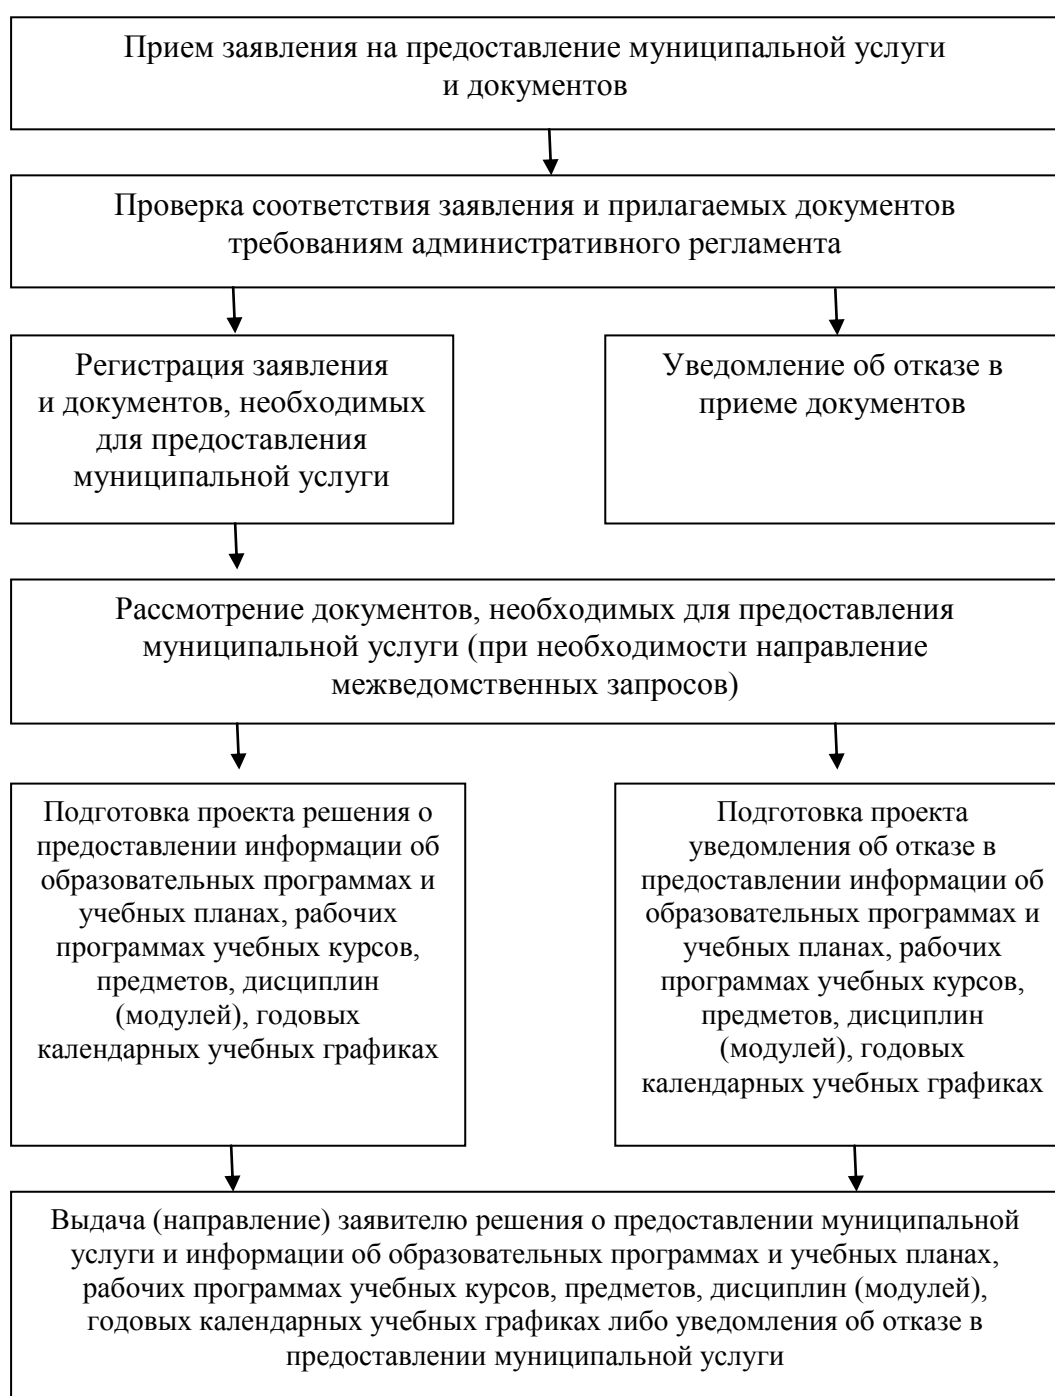 Прием заявления на предоставление муниципальной услуги
и документов
Проверка соответствия заявления и прилагаемых документов
требованиям административного регламента
Регистрация заявления
и документов, необходимых
для предоставления
муниципальной услуги
Уведомление об отказе в
приеме документов
Рассмотрение документов, необходимых для предоставления
муниципальной услуги (при необходимости направление
межведомственных запросов)
Подготовка проекта решения о
предоставлении информации об
образовательных программах и
учебных планах, рабочих
программах учебных курсов,
предметов, дисциплин
(модулей), годовых
календарных учебных графиках
Подготовка проекта
уведомления об отказе в
предоставлении информации об
образовательных программах и
учебных планах, рабочих
программах учебных курсов,
предметов, дисциплин
(модулей), годовых
календарных учебных графиках
Выдача (направление) заявителю решения о предоставлении муниципальной
услуги и информации об образовательных программах и учебных планах,
рабочих программах учебных курсов, предметов, дисциплин (модулей),
годовых календарных учебных графиках либо уведомления об отказе в
предоставлении муниципальной услуги